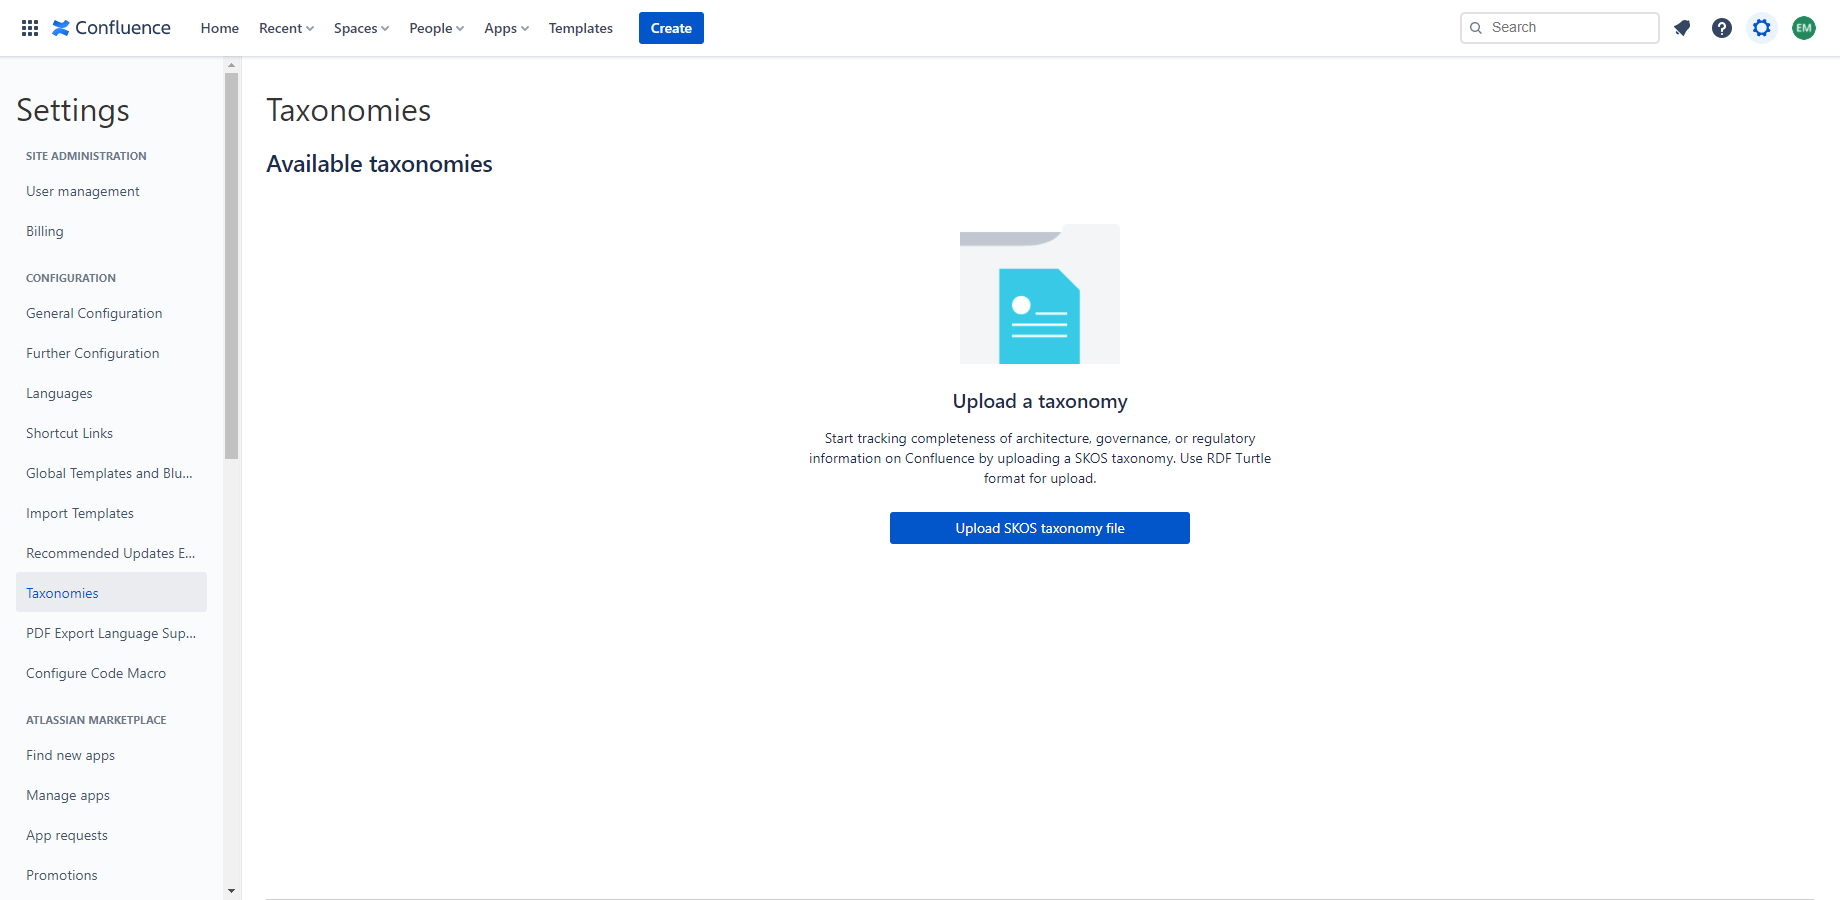 Confluence
Home
Recent
Spaces
People
Apps
Templates
Create
Search
EM
Settings
SITE ADMINISTRATION
User management
Billing
CONFIGURATION
General Configuration
Further Configuration
Languages
Shortcut Links
Global Templates and Blu...
Import Templates
Recommended Updates E...
Taxonomies
PDF Export Language Sup...
Configure Code Macro
ATLASSIAN MARKETPLACE
Find new apps
Manage apps
App requests
Promotions
Taxonomies
Available taxonomies
Upload a taxonomy
Start tracking completeness of architecture, governance, or regulatory
information on Confluence by uploading a SKOS taxonomy. Use RDF Turtle
format for upload.
Upload SKOS taxonomy file